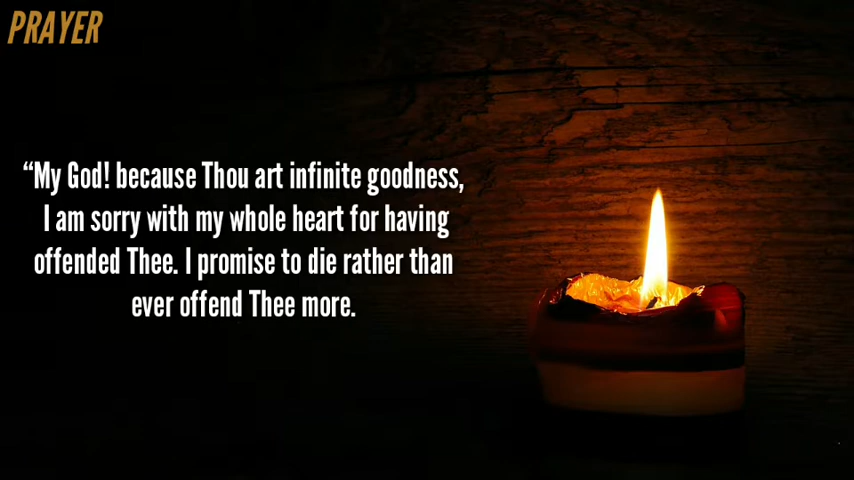 PRAYER
“My God! because Thou art infinite goodness,
I am sorry with my whole heart for having
offended Thee. I promise to die rather than
ever offend Thee more.